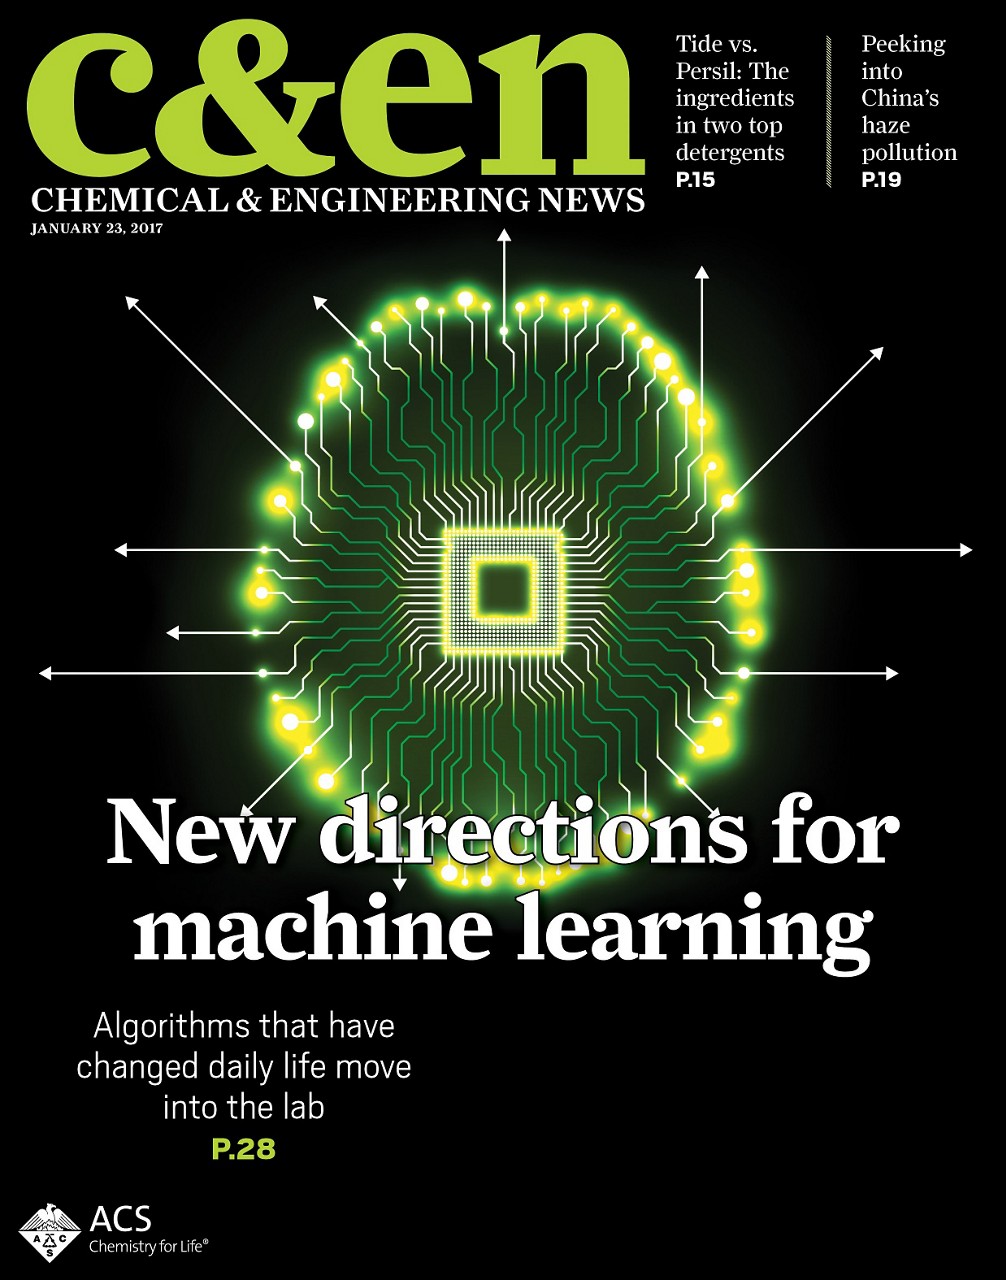 c&en
CHEMICAL & ENGINEERING NEWS
JANUARY 23, 2017
Tide vs.
Persil: The
ingredients
in two top
detergents
P.15
Peeking
into
China's
haze
pollution
P.19
New directions for
machine learning
Algorithms that have
changed daily life move
into the lab
P.28
A C
S
ACS
Chemistry for Life®